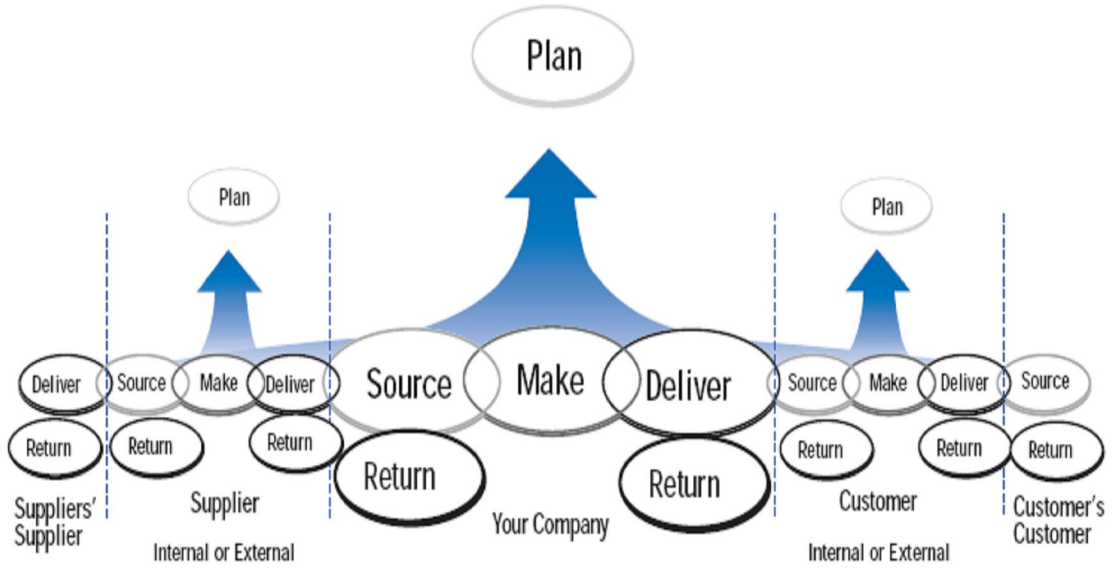 Plan
Plan
Plan
Deliver
Source
Make
Deliver
Source
Make
Deliver
Source
Make
Deliver
Source
Return
Return
Return
Return
Return
Return
Return
Return
Suppliers'
Supplier
Supplier
Internal or External
Your Company
Customer
Internal or External
Customer's
Customer